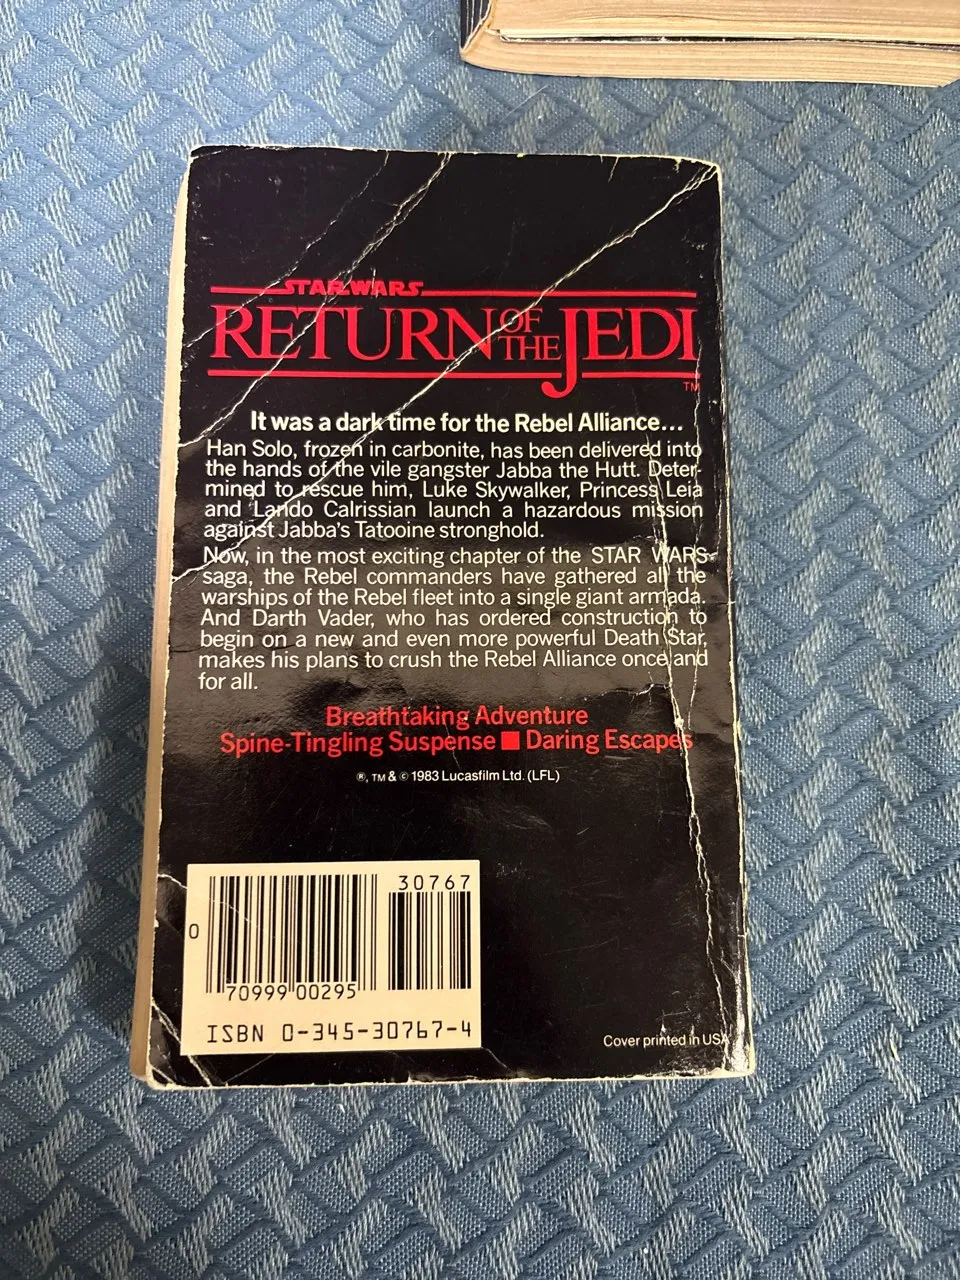 STAR WARS
RETURN OF THE JEDI
TM
It was a dark time for the Rebel Alliance...
Han Solo, frozen in carbonite, has been delivered into
the hands of the vile gangster Jabba the Hutt. Deter-
mined to rescue him, Luke Skywalker, Princess Leia
and Lando Calrissian launch a hazardous mission
against Jabba's Tatooine stronghold.
Now, in the most exciting chapter of the STAR WARS
saga, the Rebel commanders have gathered all the
warships of the Rebel fleet into a single giant armada.
And Darth Vader, who has ordered construction to
begin on a new and even more powerful Death Star,
makes his plans to crush the Rebel Alliance once and
for all.
Breathtaking Adventure
Spine-Tingling Suspense ■ Daring Escapes
®, TM & © 1983 Lucasfilm Ltd. (LFL)
30767
0
70999 00295
ISBN 0-345-30767-4
Cover printed in USA